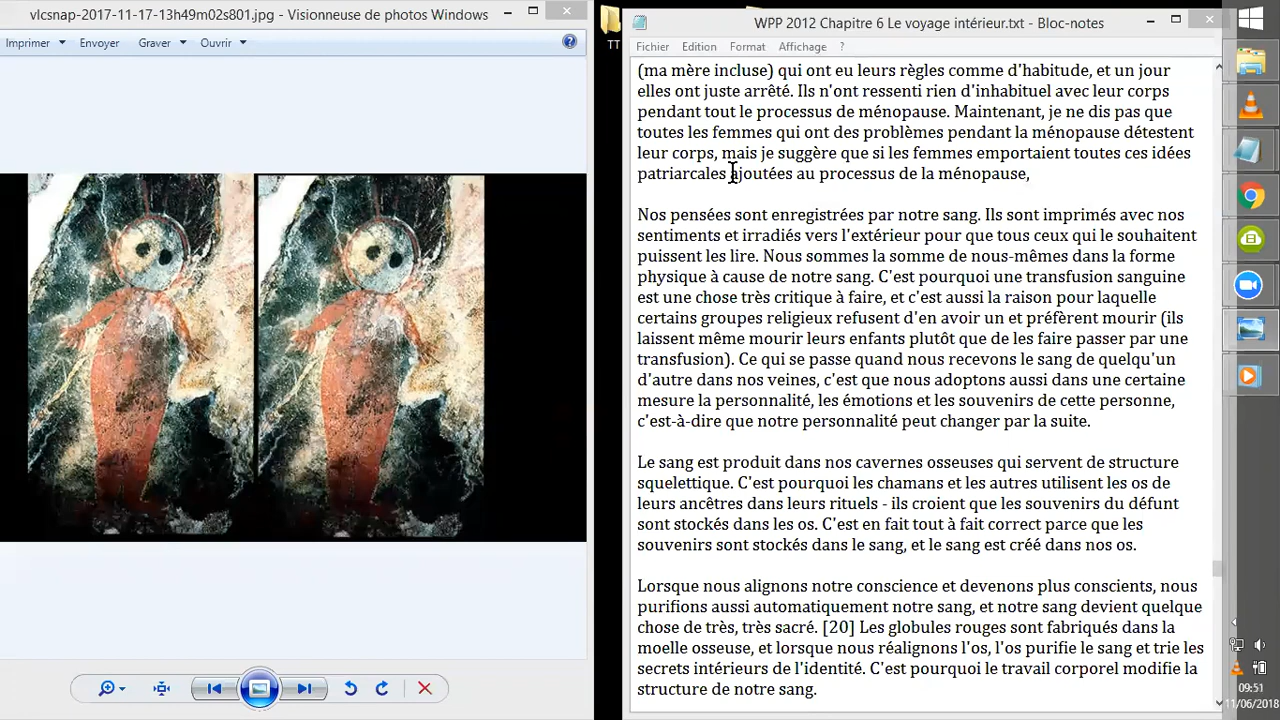 vlcsnap-2017-11-17-13h49m02s801.jpg - Visionneuse de photos Windows
Imprimer Envoyer Graver Ouvrir
TT
WPP 2012 Chapitre 6 Le voyage intérieur.txt - Bloc-notes
Fichier Edition Format Affichage ?
(ma mère incluse) qui ont eu leurs règles comme d'habitude, et un jour
elles ont juste arrêté. Ils n'ont ressenti rien d'inhabituel avec leur corps
pendant tout le processus de ménopause. Maintenant, je ne dis pas que
toutes les femmes qui ont des problèmes pendant la ménopause détestent
leur corps, mais je suggère que si les femmes emportaient toutes ces idées
patriarcales ajoutées au processus de la ménopause,
Nos pensées sont enregistrées par notre sang. Ils sont imprimés avec nos
sentiments et irradiés vers l'extérieur pour que tous ceux qui le souhaitent
puissent les lire. Nous sommes la somme de nous-mêmes dans la forme
physique à cause de notre sang. C'est pourquoi une transfusion sanguine
est une chose très critique à faire, et c'est aussi la raison pour laquelle
certains groupes religieux refusent d'en avoir un et préfèrent mourir (ils
laissent même mourir leurs enfants plutôt que de les faire passer par une
transfusion). Ce qui se passe quand nous recevons le sang de quelqu'un
d'autre dans nos veines, c'est que nous adoptons aussi dans une certaine
mesure la personnalité, les émotions et les souvenirs de cette personne,
c'est-à-dire que notre personnalité peut changer par la suite.
Le sang est produit dans nos cavernes osseuses qui servent de structure
squelettique. C'est pourquoi les chamans et les autres utilisent les os de
leurs ancêtres dans leurs rituels - ils croient que les souvenirs du défunt
sont stockés dans les os. C'est en fait tout à fait correct parce que les
souvenirs sont stockés dans le sang, et le sang est créé dans nos os.
Lorsque nous alignons notre conscience et devenons plus conscients, nous
purifions aussi automatiquement notre sang, et notre sang devient quelque
chose de très, très sacré. [20] Les globules rouges sont fabriqués dans la
moelle osseuse, et lorsque nous réalignons l'os, l'os purifie le sang et trie les
secrets intérieurs de l'identité. C'est pourquoi le travail corporel modifie la
structure de notre sang.
09:51
11/06/2018